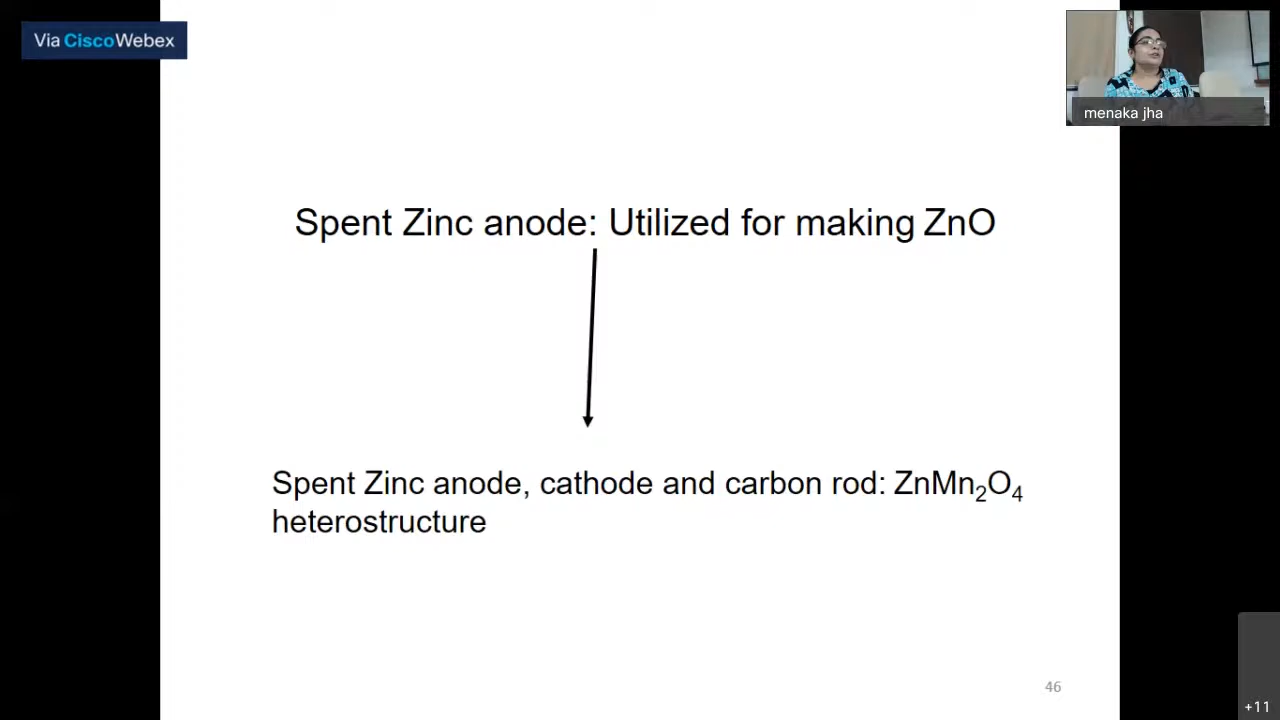 Via CiscoWebex
menaka jha
Spent Zinc anode: Utilized for making ZnO
Spent Zinc anode, cathode and carbon rod: ZnMn₂O₄
heterostructure
46
+11